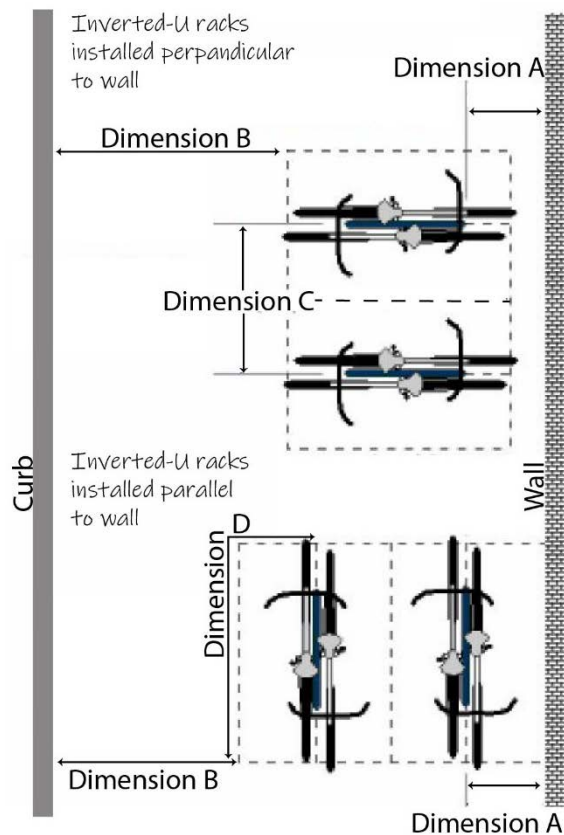 Inverted-U racks
installed perpandicular
to wall
Dimension A
Dimension B
Dimension C
Curb
Wall
Inverted-U racks
installed parallel
to wall
D
Dimension
Dimension B
Dimension A